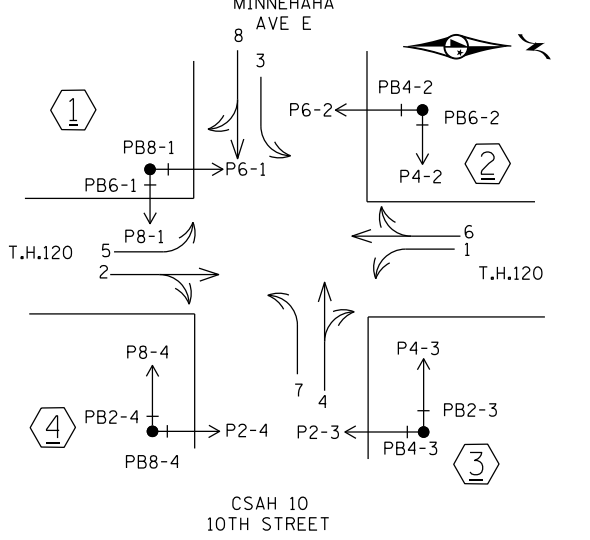 MINNEHAHA
AVE E
8
3
1
PB8-1
PB6-1
P6-1
P8-1
PB4-2
P6-2
PB6-2
P4-2
2
T.H.120
5
2
6
1
T.H.120
P8-4
PB2-4
4
P2-4
PB8-4
7
4
P4-3
PB2-3
P2-3
PB4-3
3
CSAH 10
10TH STREET